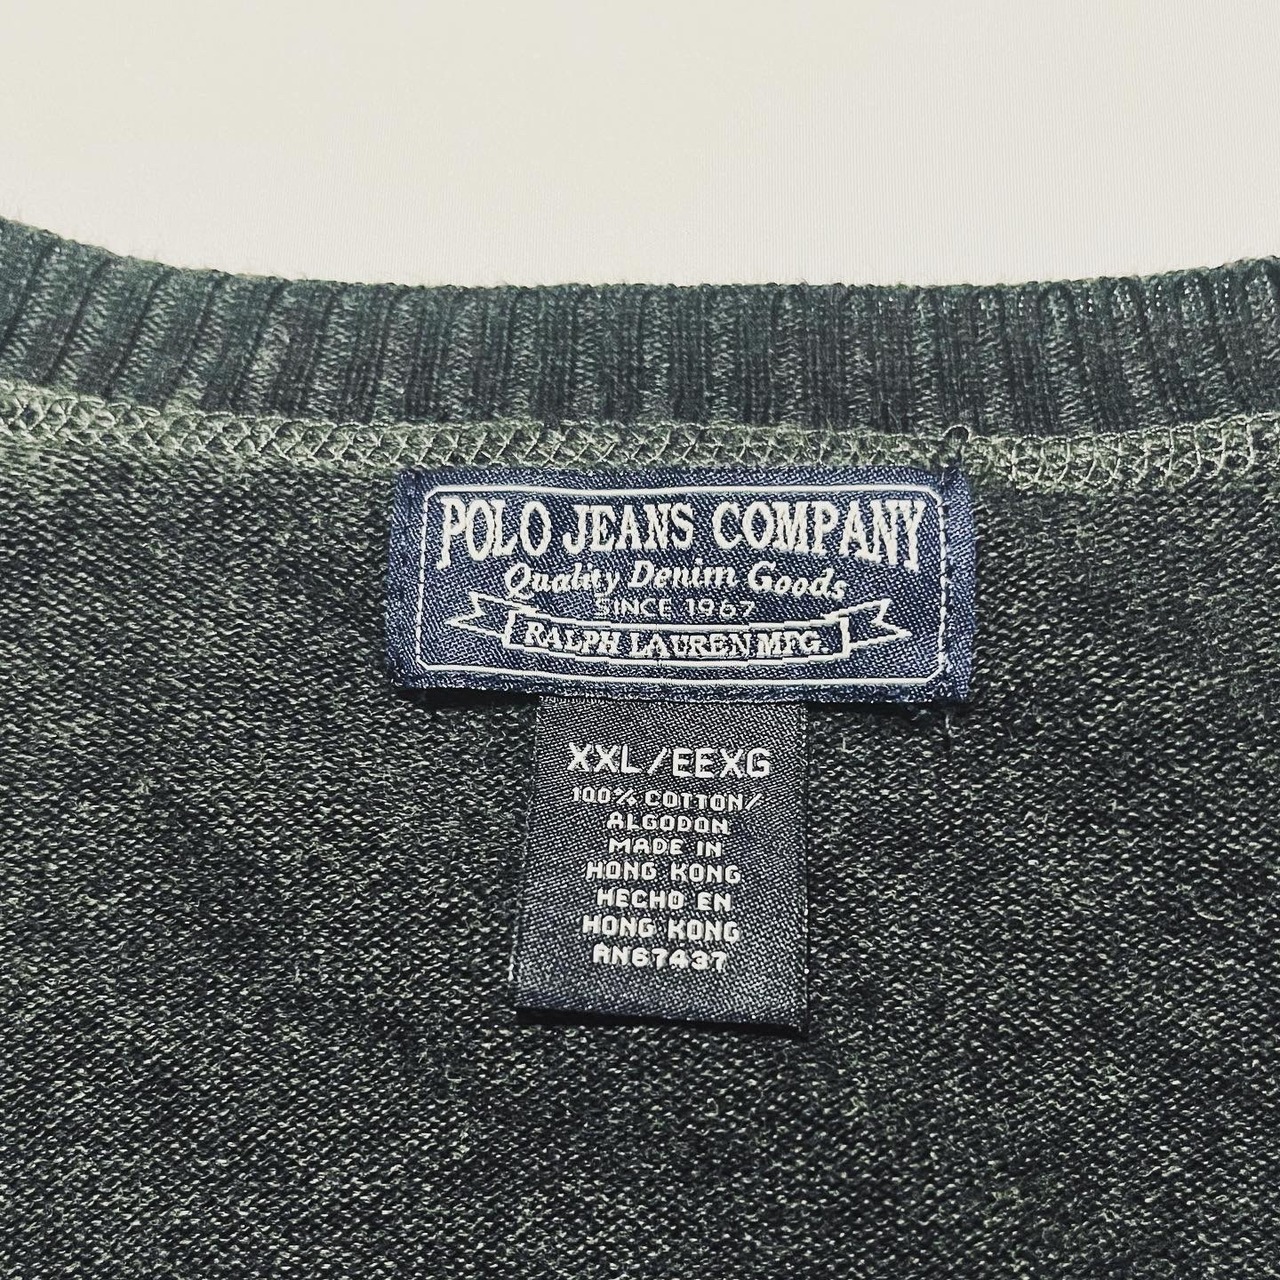 POLO JEANS COMPANY
Quality Denim Goods
SINCE 1967
RALPH LAUREN MFG.
XXL/EEXG
100% COTTON/
ALGODON
MADE IN
HONG KONG
HECHO EN
HONG KONG
AN67437